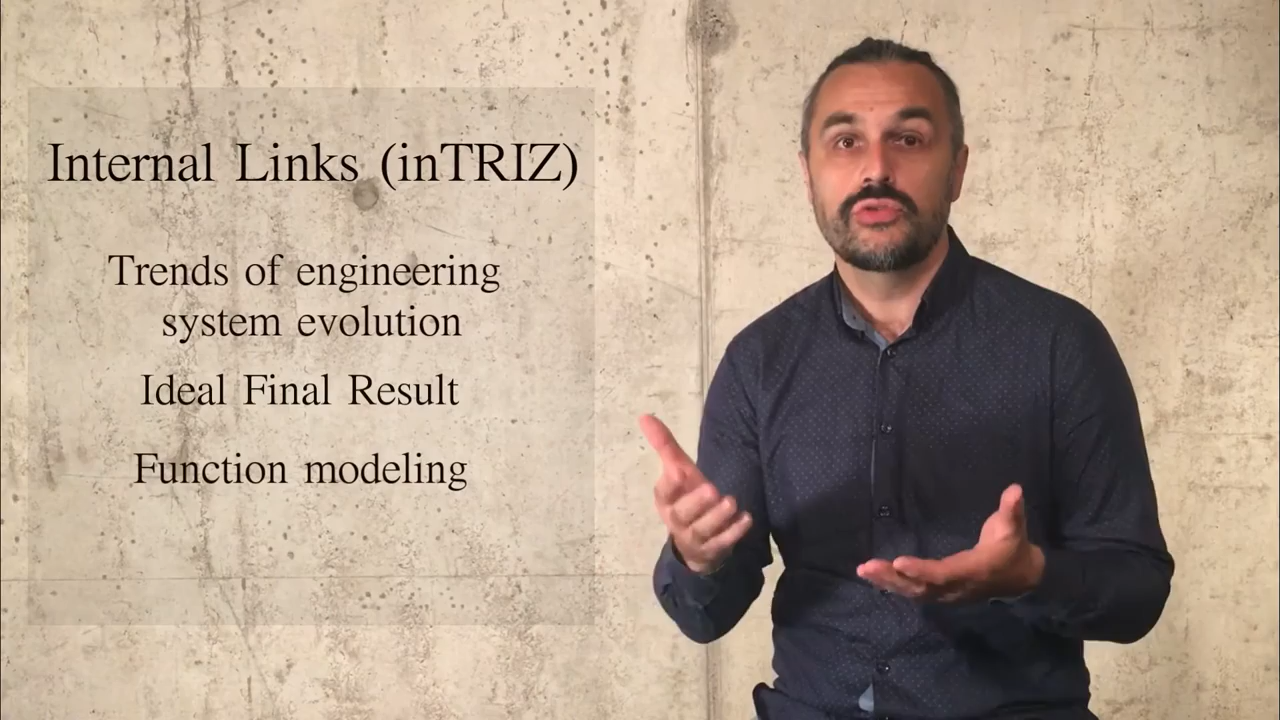 Internal Links (inTRIZ)
Trends of engineering
system evolution
Ideal Final Result
Function modeling